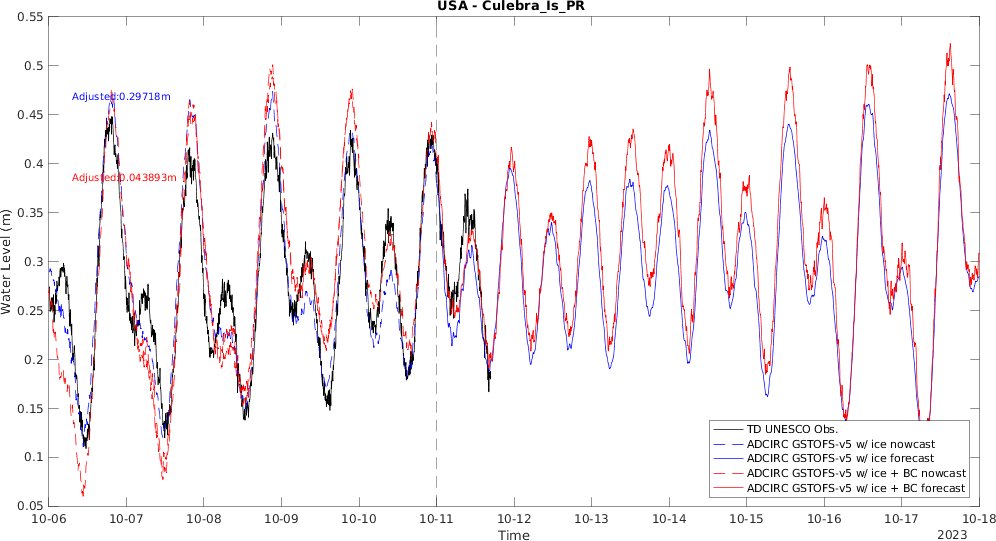 USA - Culebra_Is_PR
0.55
0.5
0.45
0.4
0.35
0.3
0.25
0.2
0.15
0.1
0.05
Water Level (m)
Adjusted:0.29718m
Adjusted:0.043893m
TD UNESCO Obs.
ADCIRC GSTOFS-v5 w/ ice nowcast
ADCIRC GSTOFS-v5 w/ ice forecast
ADCIRC GSTOFS-v5 w/ ice + BC nowcast
ADCIRC GSTOFS-v5 w/ ice + BC forecast
10-06 10-07 10-08 10-09 10-10 10-11 10-12 10-13 10-14 10-15 10-16 10-17 10-18
Time
2023